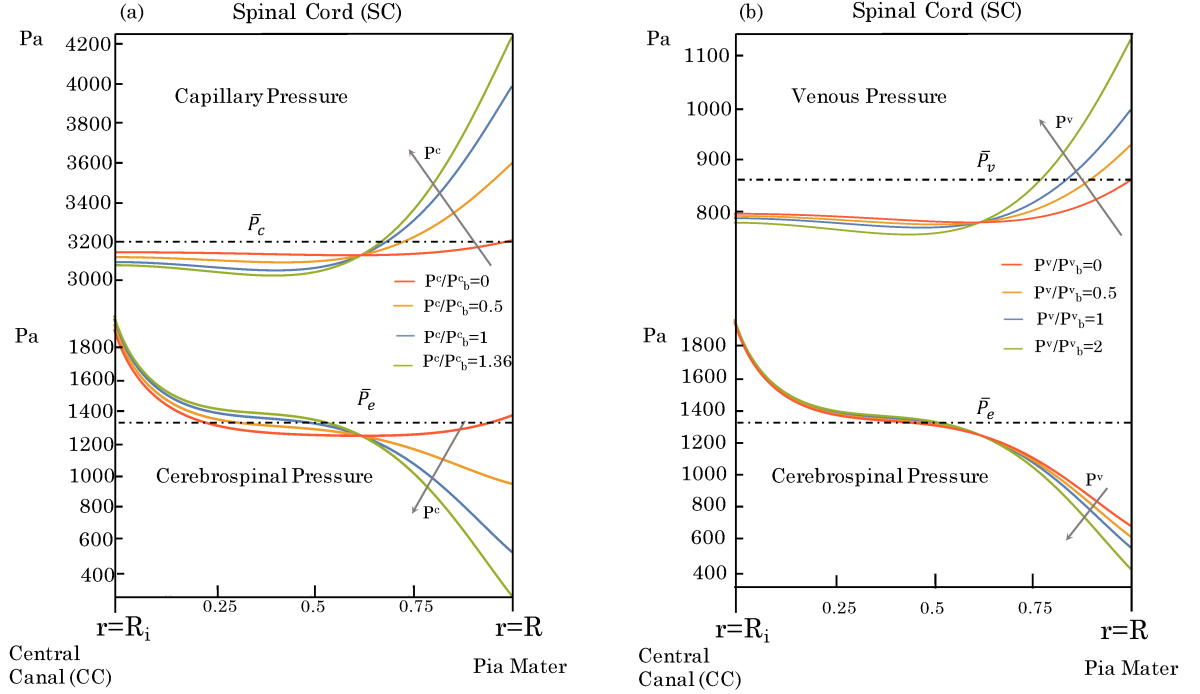 (a) Spinal Cord (SC)
Pa
4200
4000
3800
3600
3400
3200
3000
Capillary Pressure
Pᶜ
P̄c
Pᶜ/Pᶜb=0
Pᶜ/Pᶜb=0.5
Pᶜ/Pᶜb=1
Pᶜ/Pᶜb=1.36
Pa
1800
1600
1400
1200
1000
800
600
400
P̄e
Cerebrospinal Pressure
Pᶜ
0.25 0.5 0.75
r=Rᵢ r=R
Central
Canal (CC)
Pia Mater
(b) Spinal Cord (SC)
Pa
1100
1000
900
800
Venous Pressure
Pᵛ
P̄v
Pᵛ/Pᵛb=0
Pᵛ/Pᵛb=0.5
Pᵛ/Pᵛb=1
Pᵛ/Pᵛb=2
1800
1600
1400
1200
1000
800
600
400
Pa
P̄e
Cerebrospinal Pressure
Pᵛ
0.25 0.5 0.75
r=Rᵢ r=R
Central
Canal (CC)
Pia Mater